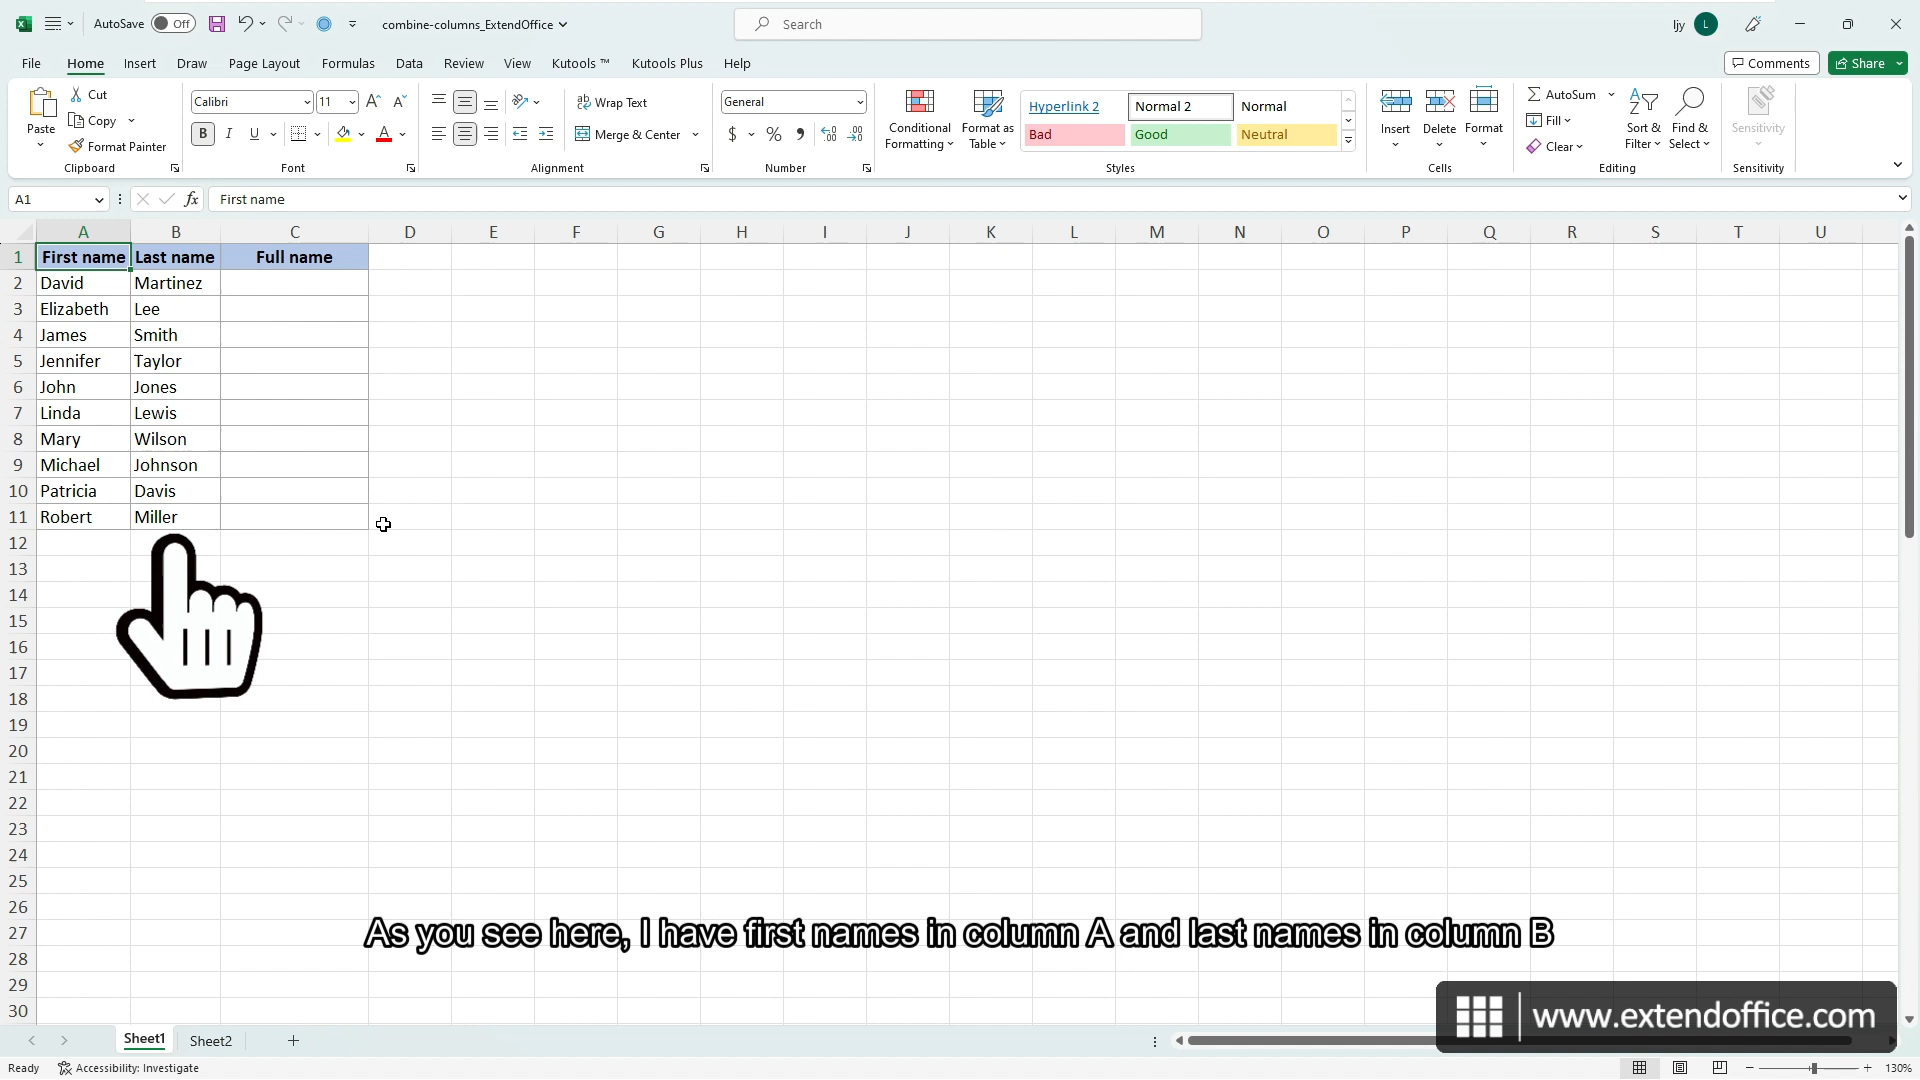 AutoSave Off combine-columns_ExtendOffice Search ljy L
File Home Insert Draw Page Layout Formulas Data Review View Kutools ™ Kutools Plus Help Comments Share
Paste
Cut
Copy
Format Painter
Clipboard
Calibri 11
B I U A
Font
Wrap Text
Merge & Center
Alignment
General
$ % ,
Number
Conditional
Formatting
Format as
Table
Hyperlink 2 Normal 2 Normal
Bad Good Neutral
Styles
Insert Delete Format
Cells
AutoSum
Fill
Clear
Sort &
Filter
Find &
Select
Editing
Sensitivity
Sensitivity
A1 fx First name
A B C D E F G H I J K L M N O P Q R S T U
1 First name Last name Full name
2 David Martinez
3 Elizabeth Lee
4 James Smith
5 Jennifer Taylor
6 John Jones
7 Linda Lewis
8 Mary Wilson
9 Michael Johnson
10 Patricia Davis
11 Robert Miller
12
13
14
15
16
17
18
19
20
21
22
23
24
25
26
27
28
29
30
As you see here, I have first names in column A and last names in column B
www.extendoffice.com
Sheet1 Sheet2
Ready Accessibility: Investigate 130%